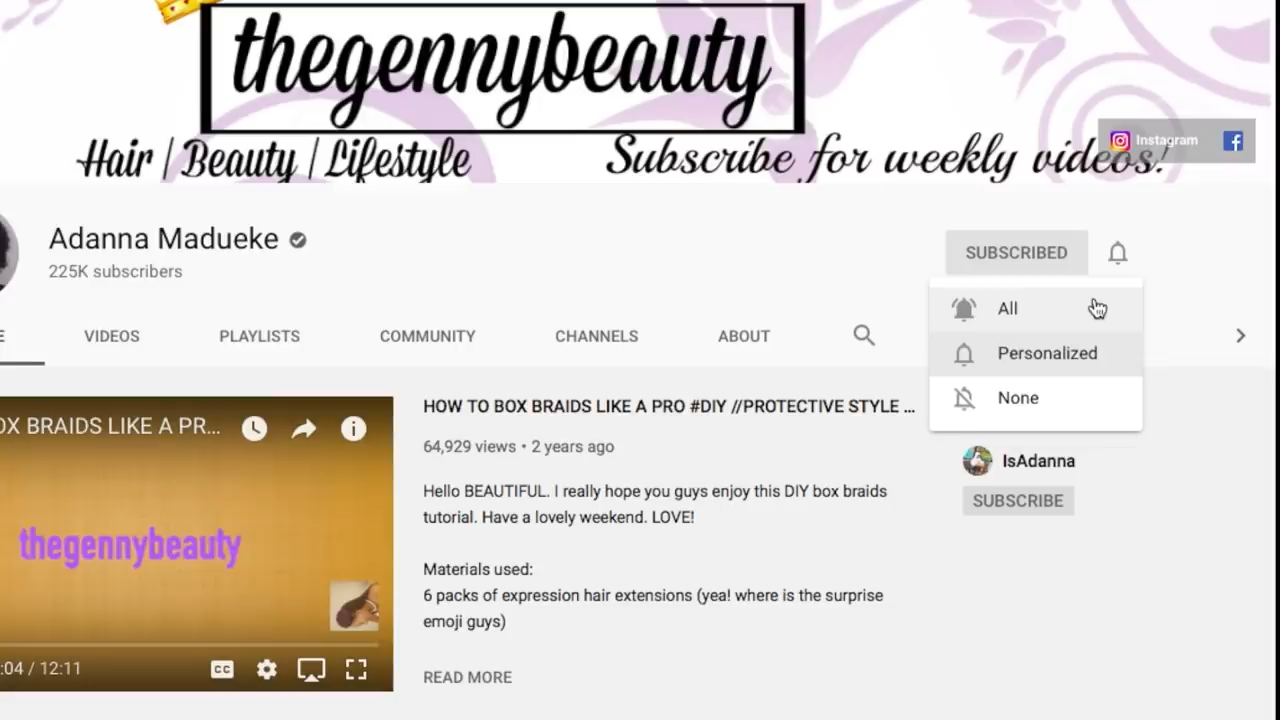 thegennybeauty
Hair | Beauty | Lifestyle
Subscribe for weekly videos!
Instagram
Adanna Madueke
225K subscribers
SUBSCRIBED
All
Personalized
None
E
VIDEOS
PLAYLISTS
COMMUNITY
CHANNELS
ABOUT
OX BRAIDS LIKE A PR...
thegennybeauty
:04 / 12:11
CC
HOW TO BOX BRAIDS LIKE A PRO #DIY //PROTECTIVE STYLE ...
64,929 views • 2 years ago
Hello BEAUTIFUL. I really hope you guys enjoy this DIY box braids
tutorial. Have a lovely weekend. LOVE!
Materials used:
6 packs of expression hair extensions (yea! where is the surprise
emoji guys)
READ MORE
IsAdanna
SUBSCRIBE